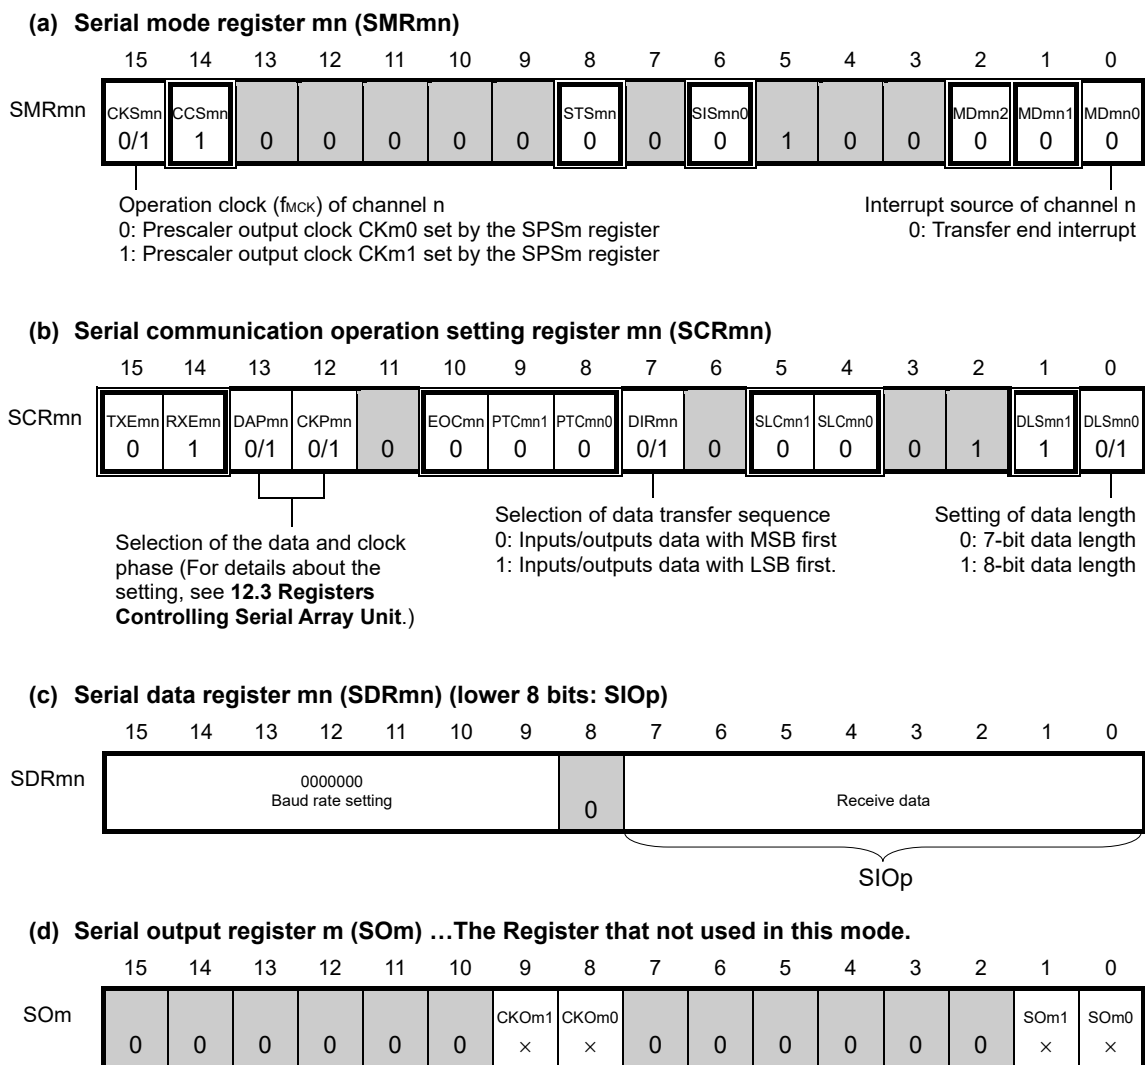 (a) Serial mode register mn (SMRmn)
15 14 13 12 11 10 9 8 7 6 5 4 3 2 1 0
SMRmn CKSmn CCSmn STSmn SISmn0 MDmn2 MDmn1 MDmn0
0/1 1 0 0 0 0 0 0 0 0 1 0 0 0 0 0
Operation clock (fMCK) of channel n
0: Prescaler output clock CKm0 set by the SPSm register
1: Prescaler output clock CKm1 set by the SPSm register
Interrupt source of channel n
0: Transfer end interrupt
(b) Serial communication operation setting register mn (SCRmn)
15 14 13 12 11 10 9 8 7 6 5 4 3 2 1 0
SCRmn TXEmn RXEmn DAPmn CKPmn EOCmn PTCmn1 PTCmn0 DIRmn SLCmn1 SLCmn0 DLSmn1 DLSmn0
0 1 0/1 0/1 0 0 0 0 0/1 0 0 0 0 1 1 0/1
Selection of the data and clock
phase (For details about the
setting, see 12.3 Registers
Controlling Serial Array Unit.)
Selection of data transfer sequence
0: Inputs/outputs data with MSB first
1: Inputs/outputs data with LSB first.
Setting of data length
0: 7-bit data length
1: 8-bit data length
(c) Serial data register mn (SDRmn) (lower 8 bits: SIOp)
15 14 13 12 11 10 9 8 7 6 5 4 3 2 1 0
SDRmn
0000000
Baud rate setting
0
Receive data
SIOp
(d) Serial output register m (SOm) …The Register that not used in this mode.
15 14 13 12 11 10 9 8 7 6 5 4 3 2 1 0
SOm CKOm1 CKOm0 SOm1 SOm0
0 0 0 0 0 0 × × 0 0 0 0 0 0 × ×